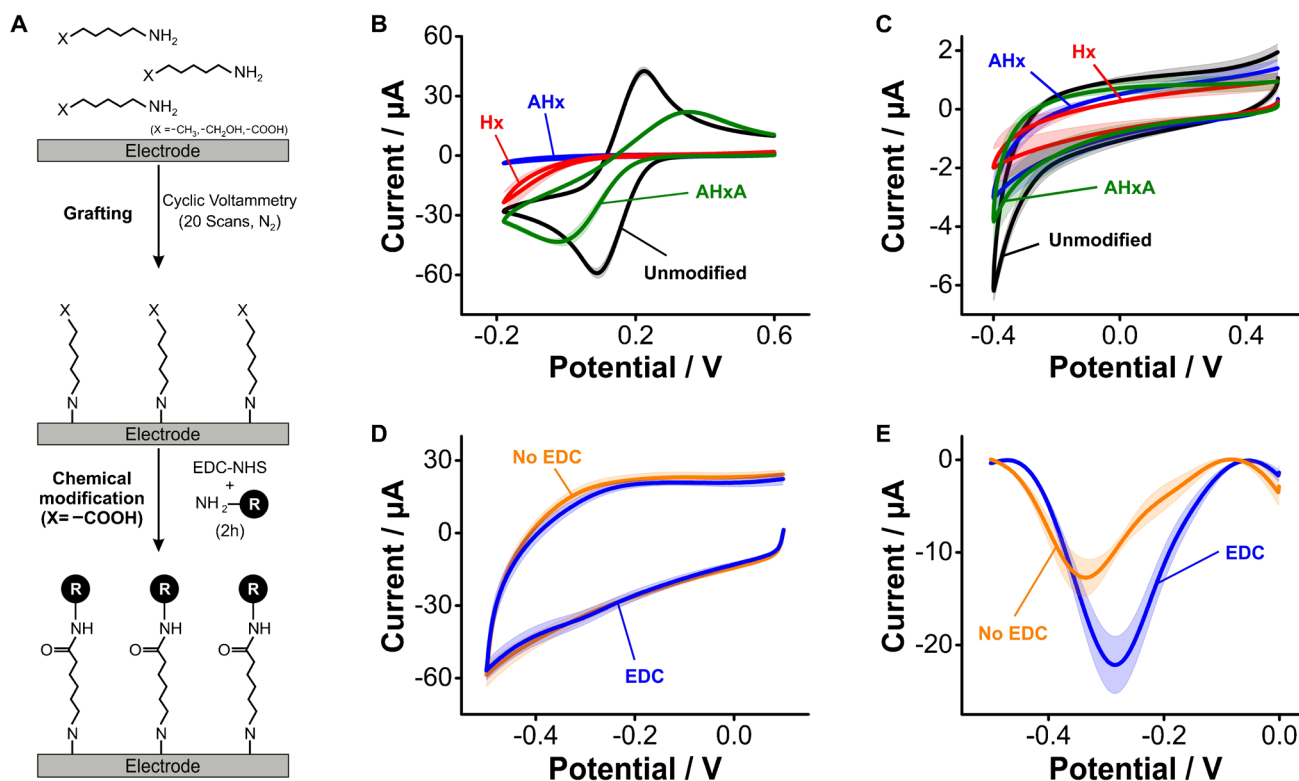 A
X
NH2
X
NH2
X
NH2
(X =−CH3,−CH2OH,−COOH)
Electrode
Grafting
Cyclic Voltammetry
(20 Scans, N2)
X X X
N N N
Electrode
Chemical
modification
(X= −COOH)
EDC-NHS
+
NH2 R
(2h)
R R R
NH NH NH
O O O
N N N
Electrode
B
Current / µA
60
30
0
-30
-60
AHx
Hx
AHxA
Unmodified
-0.2 0.2 0.6
Potential / V
C
Current / µA
2
0
-2
-4
-6
AHx
Hx
AHxA
Unmodified
-0.4 0.0 0.4
Potential / V
D
Current / µA
30
0
-30
-60
No EDC
EDC
-0.4 -0.2 0.0
Potential / V
E
Current / µA
0
-10
-20
No EDC
EDC
-0.4 -0.2 0.0
Potential / V